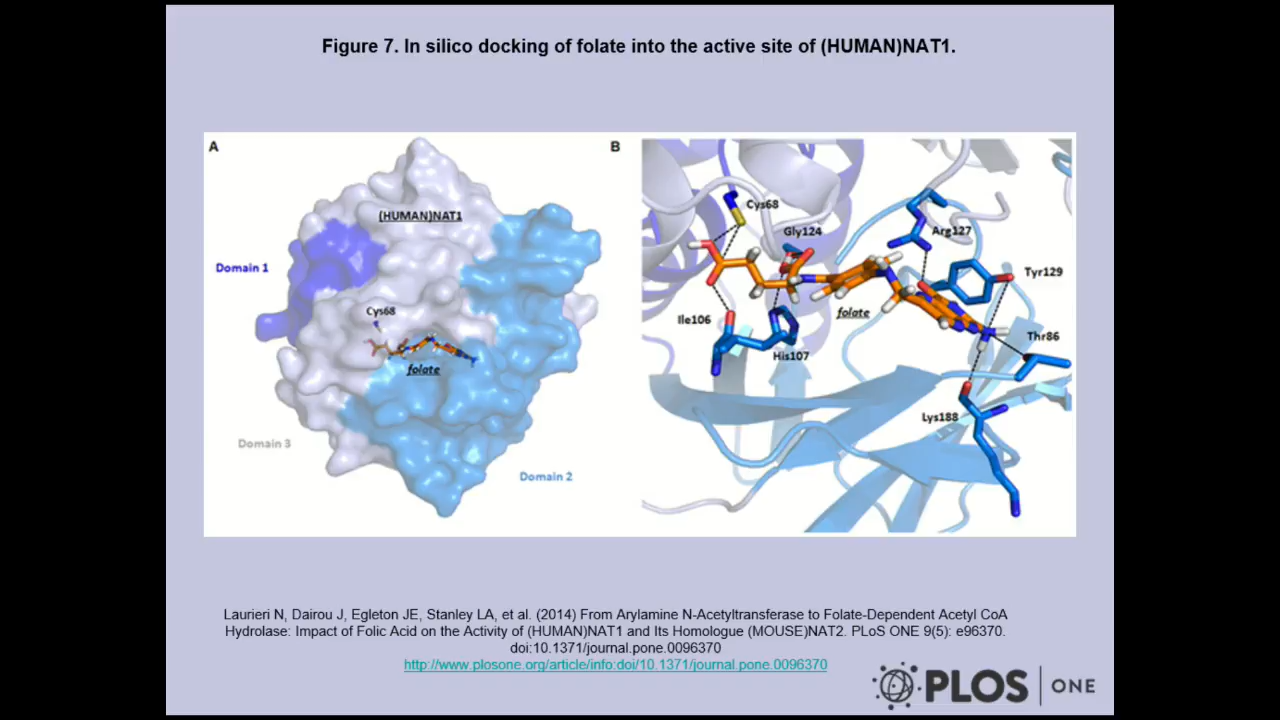 Figure 7. In silico docking of folate into the active site of (HUMAN)NAT1.
A
(HUMAN)NAT1
Domain 1
Cys68
folate
Domain 3
Domain 2
B
Cys68
Gly124
Arg127
Tyr129
Ile106
folate
His107
Thr86
Lys188
Laurieri N, Dairou J, Egleton JE, Stanley LA, et al. (2014) From Arylamine N-Acetyltransferase to Folate-Dependent Acetyl CoA
Hydrolase: Impact of Folic Acid on the Activity of (HUMAN)NAT1 and Its Homologue (MOUSE)NAT2. PLoS ONE 9(5): e96370.
doi:10.1371/journal.pone.0096370
http://www.plosone.org/article/info:doi/10.1371/journal.pone.0096370
PLOS ONE